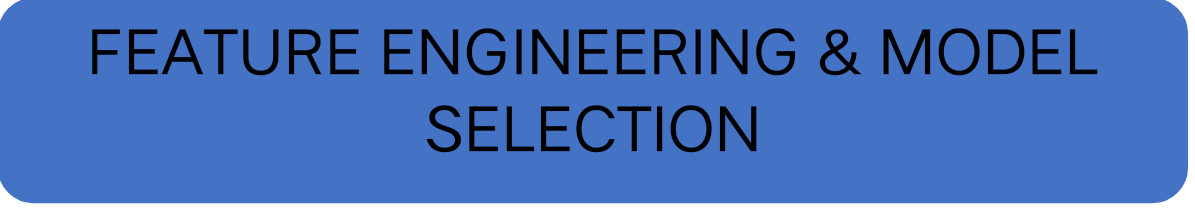 FEATURE ENGINEERING & MODEL
SELECTION